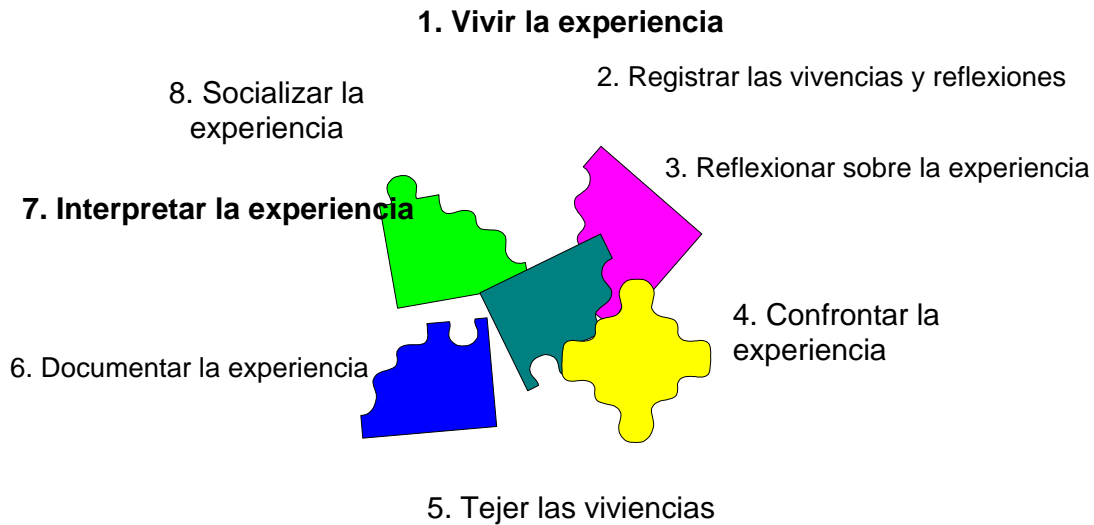 1. Vivir la experiencia
2. Registrar las vivencias y reflexiones
3. Reflexionar sobre la experiencia
4. Confrontar la
experiencia
5. Tejer las viviencias
6. Documentar la experiencia
7. Interpretar la experiencia
8. Socializar la
experiencia